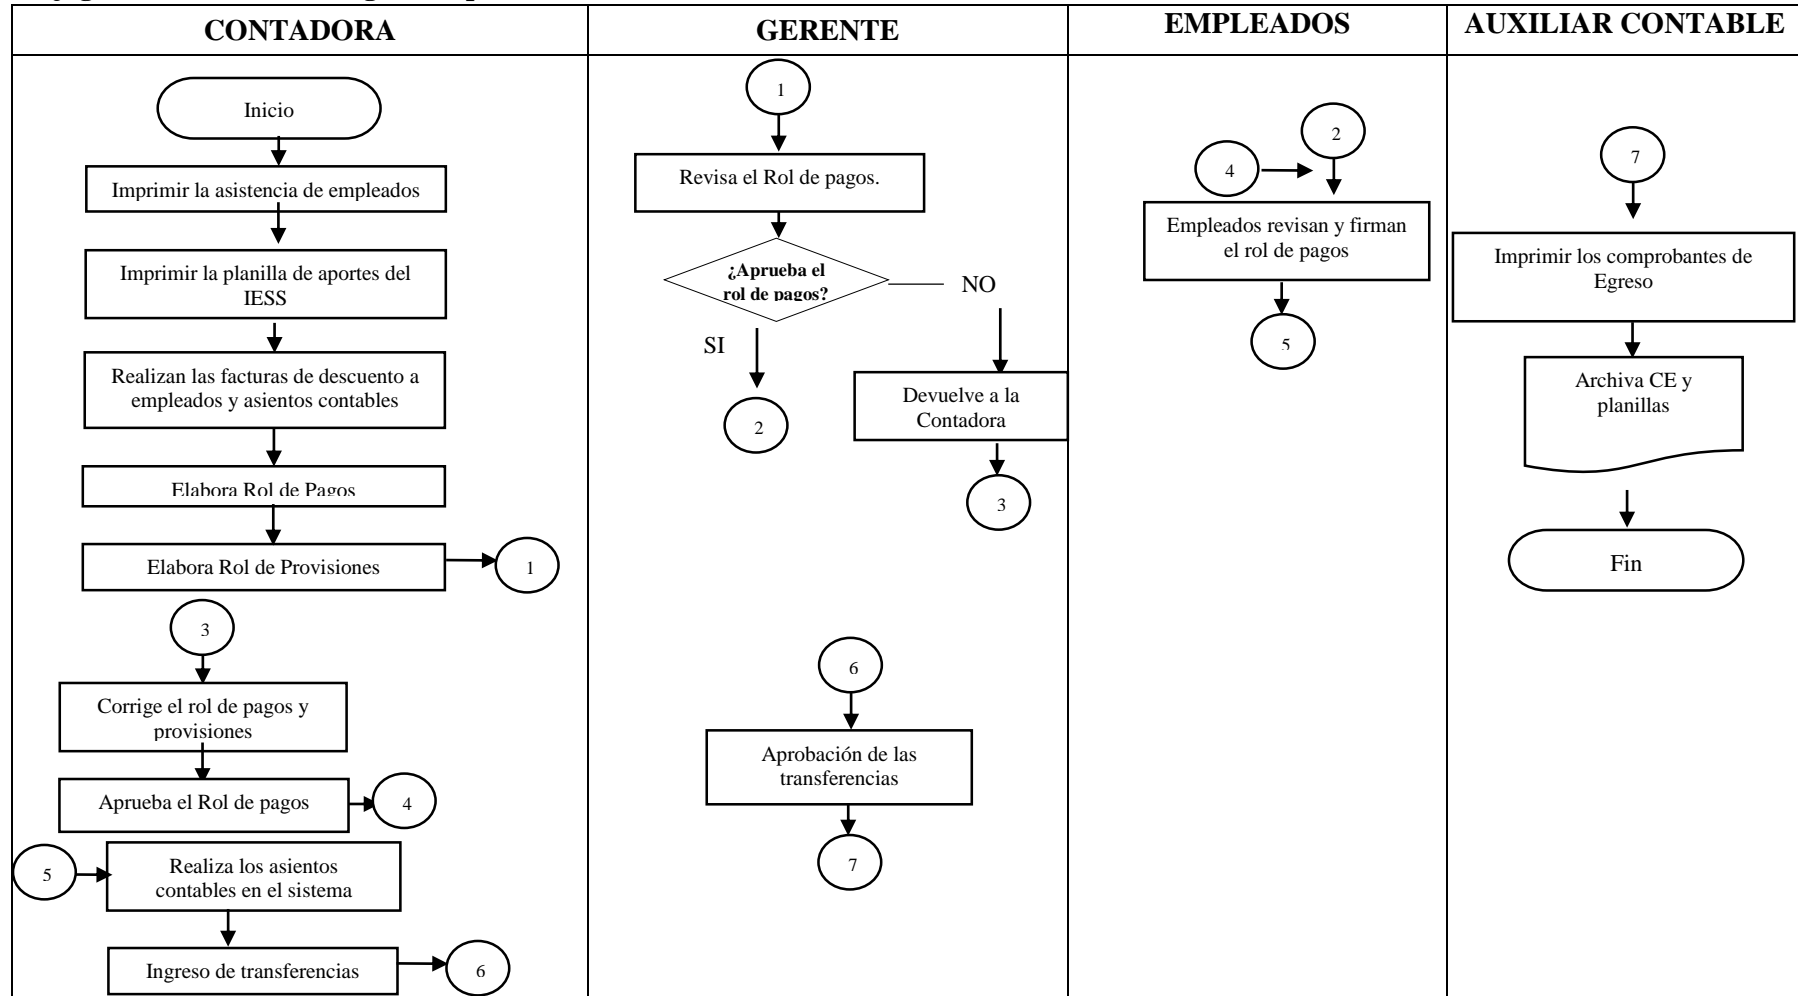 CONTADORA
GERENTE
EMPLEADOS
AUXILIAR CONTABLE
Inicio
Imprimir la asistencia de empleados
Imprimir la planilla de aportes del
IESS
Realizan las facturas de descuento a
empleados y asientos contables
Elabora Rol de Pagos
Elabora Rol de Provisiones
1
3
Corrige el rol de pagos y
provisiones
Aprueba el Rol de pagos
4
5
Realiza los asientos
contables en el sistema
Ingreso de transferencias
6
1
Revisa el Rol de pagos.
¿Aprueba el
rol de pagos?
NO
SI
2
Devuelve a la
Contadora
3
6
Aprobación de las
transferencias
7
2
4
Empleados revisan y firman
el rol de pagos
5
7
Imprimir los comprobantes de
Egreso
Archiva CE y
planillas
Fin